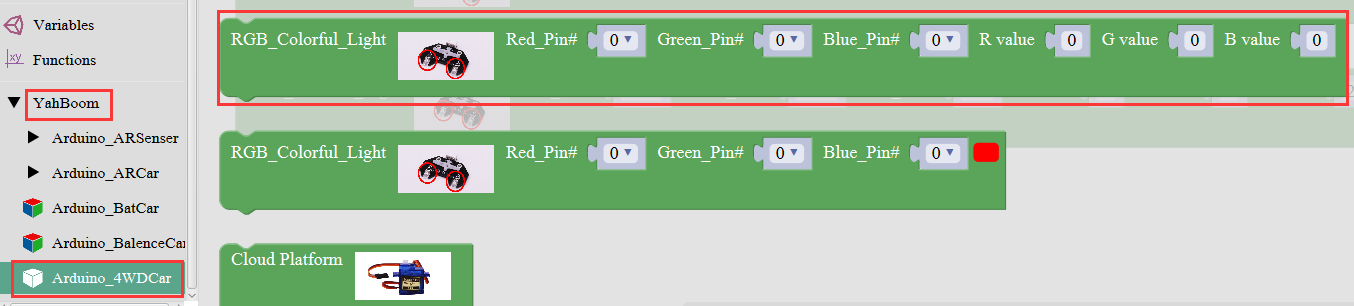 Variables
Functions
YahBoom
Arduino_ARSenser
Arduino_ARCar
Arduino_BatCar
Arduino_BalenceCar
Arduino_4WDCar
RGB_Colorful_Light Red_Pin# 0 Green_Pin# 0 Blue_Pin# 0 R value 0 G value 0 B value 0
RGB_Colorful_Light Red_Pin# 0 Green_Pin# 0 Blue_Pin# 0
Cloud Platform